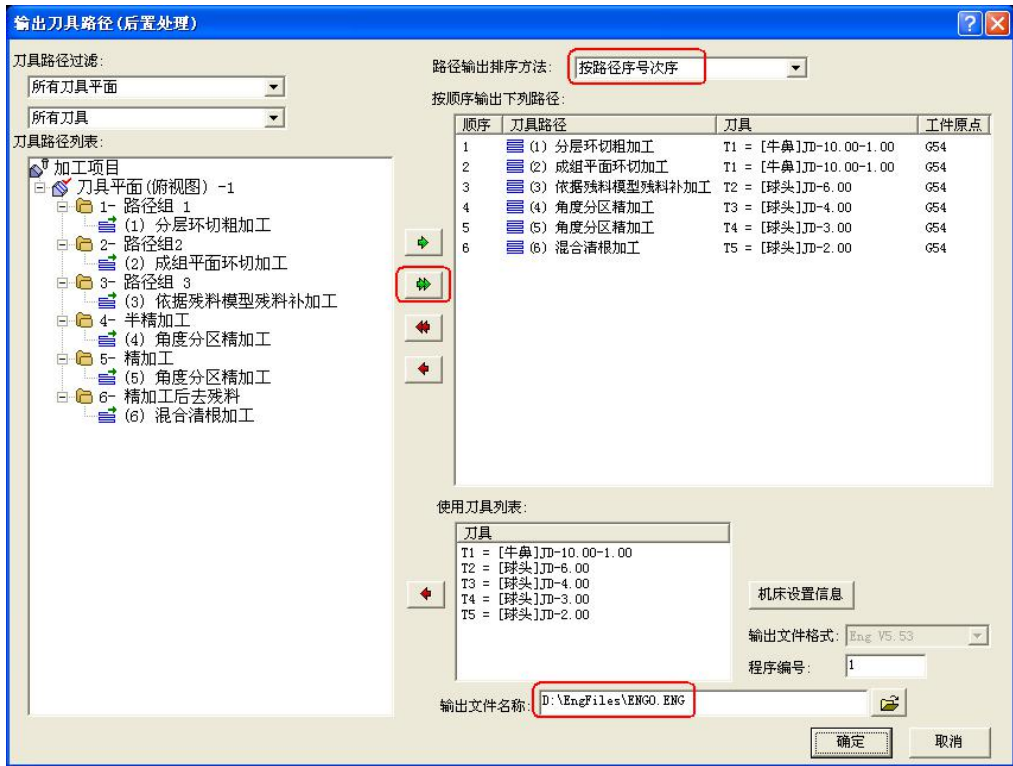 输出刀具路径(后置处理)
刀具路径过滤:
所有刀具平面
所有刀具
刀具路径列表:
加工项目
刀具平面(俯视图) -1
1- 路径组 1
(1) 分层环切粗加工
2- 路径组2
(2) 成组平面环切加工
3- 路径组 3
(3) 依据残料模型残料补加工
4- 半精加工
(4) 角度分区精加工
5- 精加工
(5) 角度分区精加工
6- 精加工后去残料
(6) 混合清根加工
路径输出排序方法: 按路径序号次序
按顺序输出下列路径:
顺序 刀具路径 刀具 工件原点
1 (1) 分层环切粗加工 T1 = [牛鼻]JD-10.00-1.00 G54
2 (2) 成组平面环切加工 T1 = [牛鼻]JD-10.00-1.00 G54
3 (3) 依据残料模型残料补加工 T2 = [球头]JD-6.00 G54
4 (4) 角度分区精加工 T3 = [球头]JD-4.00 G54
5 (5) 角度分区精加工 T4 = [球头]JD-3.00 G54
6 (6) 混合清根加工 T5 = [球头]JD-2.00 G54
使用刀具列表:
刀具
T1 = [牛鼻]JD-10.00-1.00
T2 = [球头]JD-6.00
T3 = [球头]JD-4.00
T4 = [球头]JD-3.00
T5 = [球头]JD-2.00
机床设置信息
输出文件格式: Eng V5.53
程序编号: 1
输出文件名称: D:\EngFiles\ENG0.ENG
确定 取消